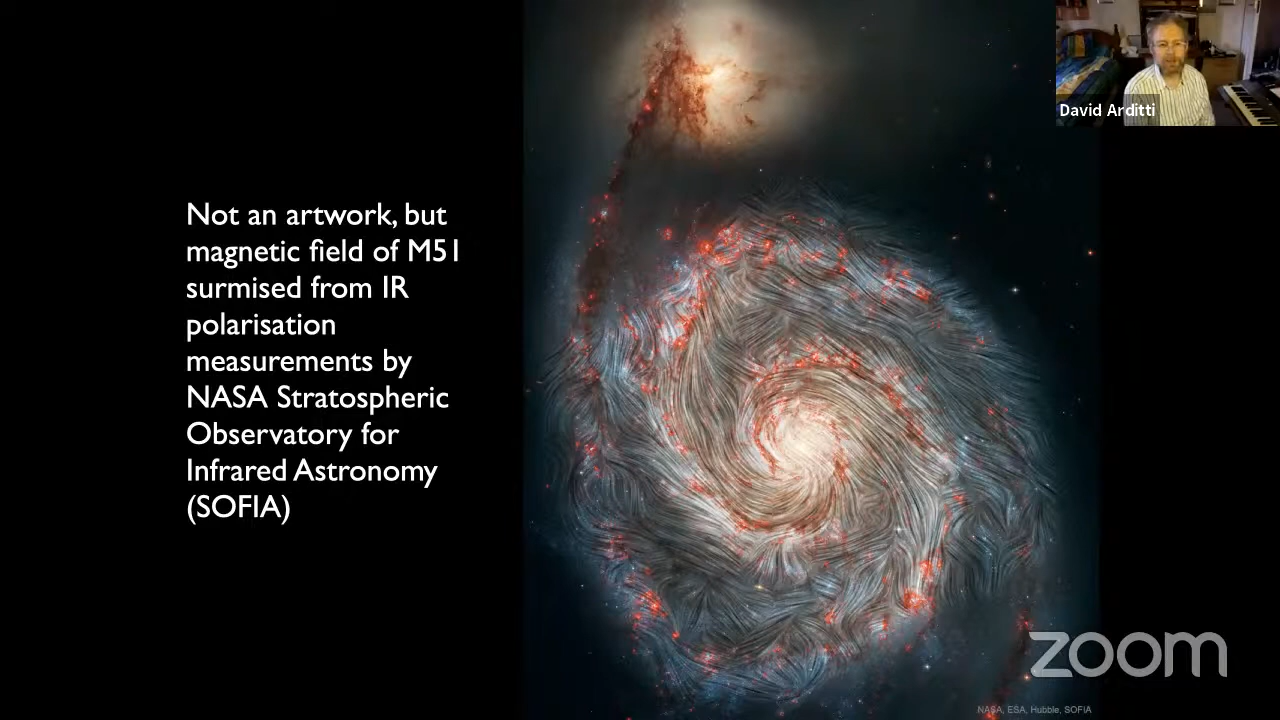 David Arditti
Not an artwork, but
magnetic field of M51
surmised from IR
polarisation
measurements by
NASA Stratospheric
Observatory for
Infrared Astronomy
(SOFIA)
zoom
NASA, ESA, Hubble, SOFIA